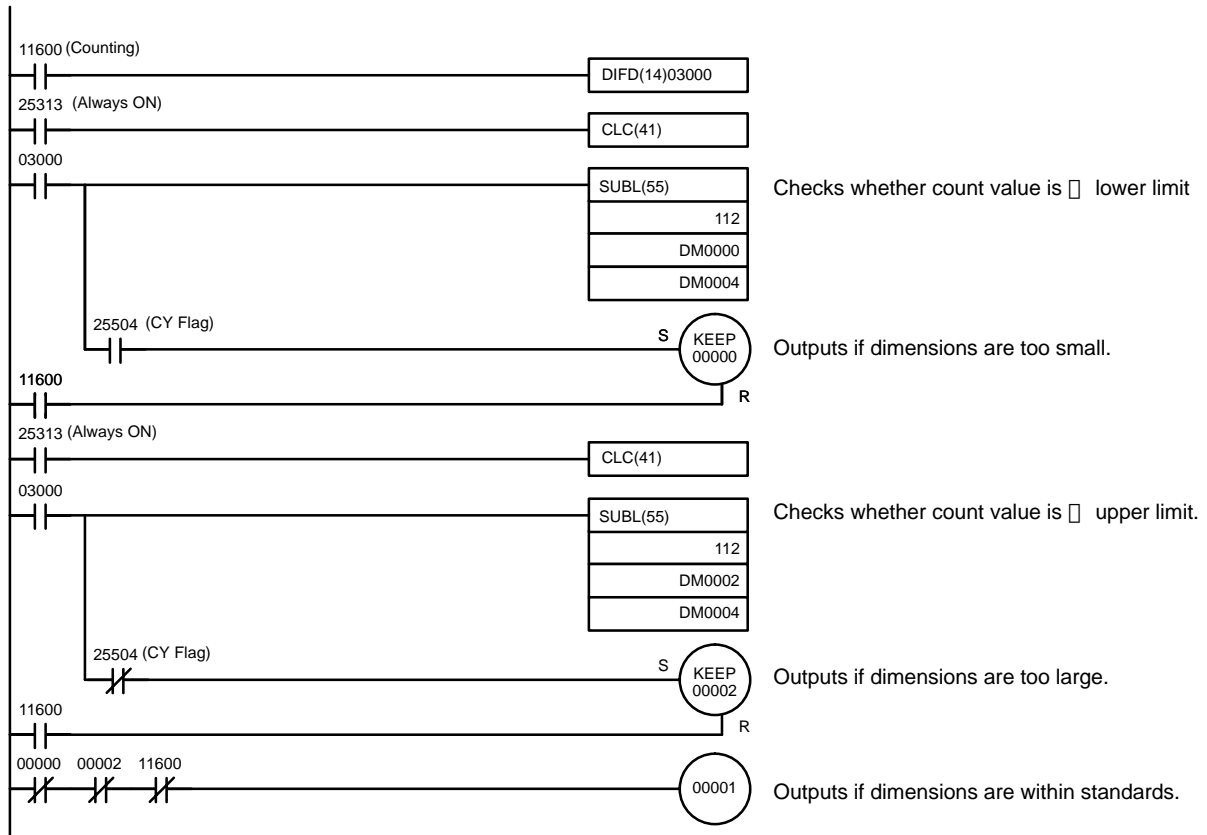 11600 (Counting)
DIFD(14)03000
25313 (Always ON)
CLC(41)
03000
SUBL(55)
Checks whether count value is ▯ lower limit
112
DM0000
DM0004
25504 (CY Flag)
S
KEEP
00000
Outputs if dimensions are too small.
11600
R
25313 (Always ON)
CLC(41)
03000
SUBL(55)
Checks whether count value is ▯ upper limit.
112
DM0002
DM0004
25504 (CY Flag)
S
KEEP
00002
Outputs if dimensions are too large.
11600
R
00000 00002 11600
00001
Outputs if dimensions are within standards.